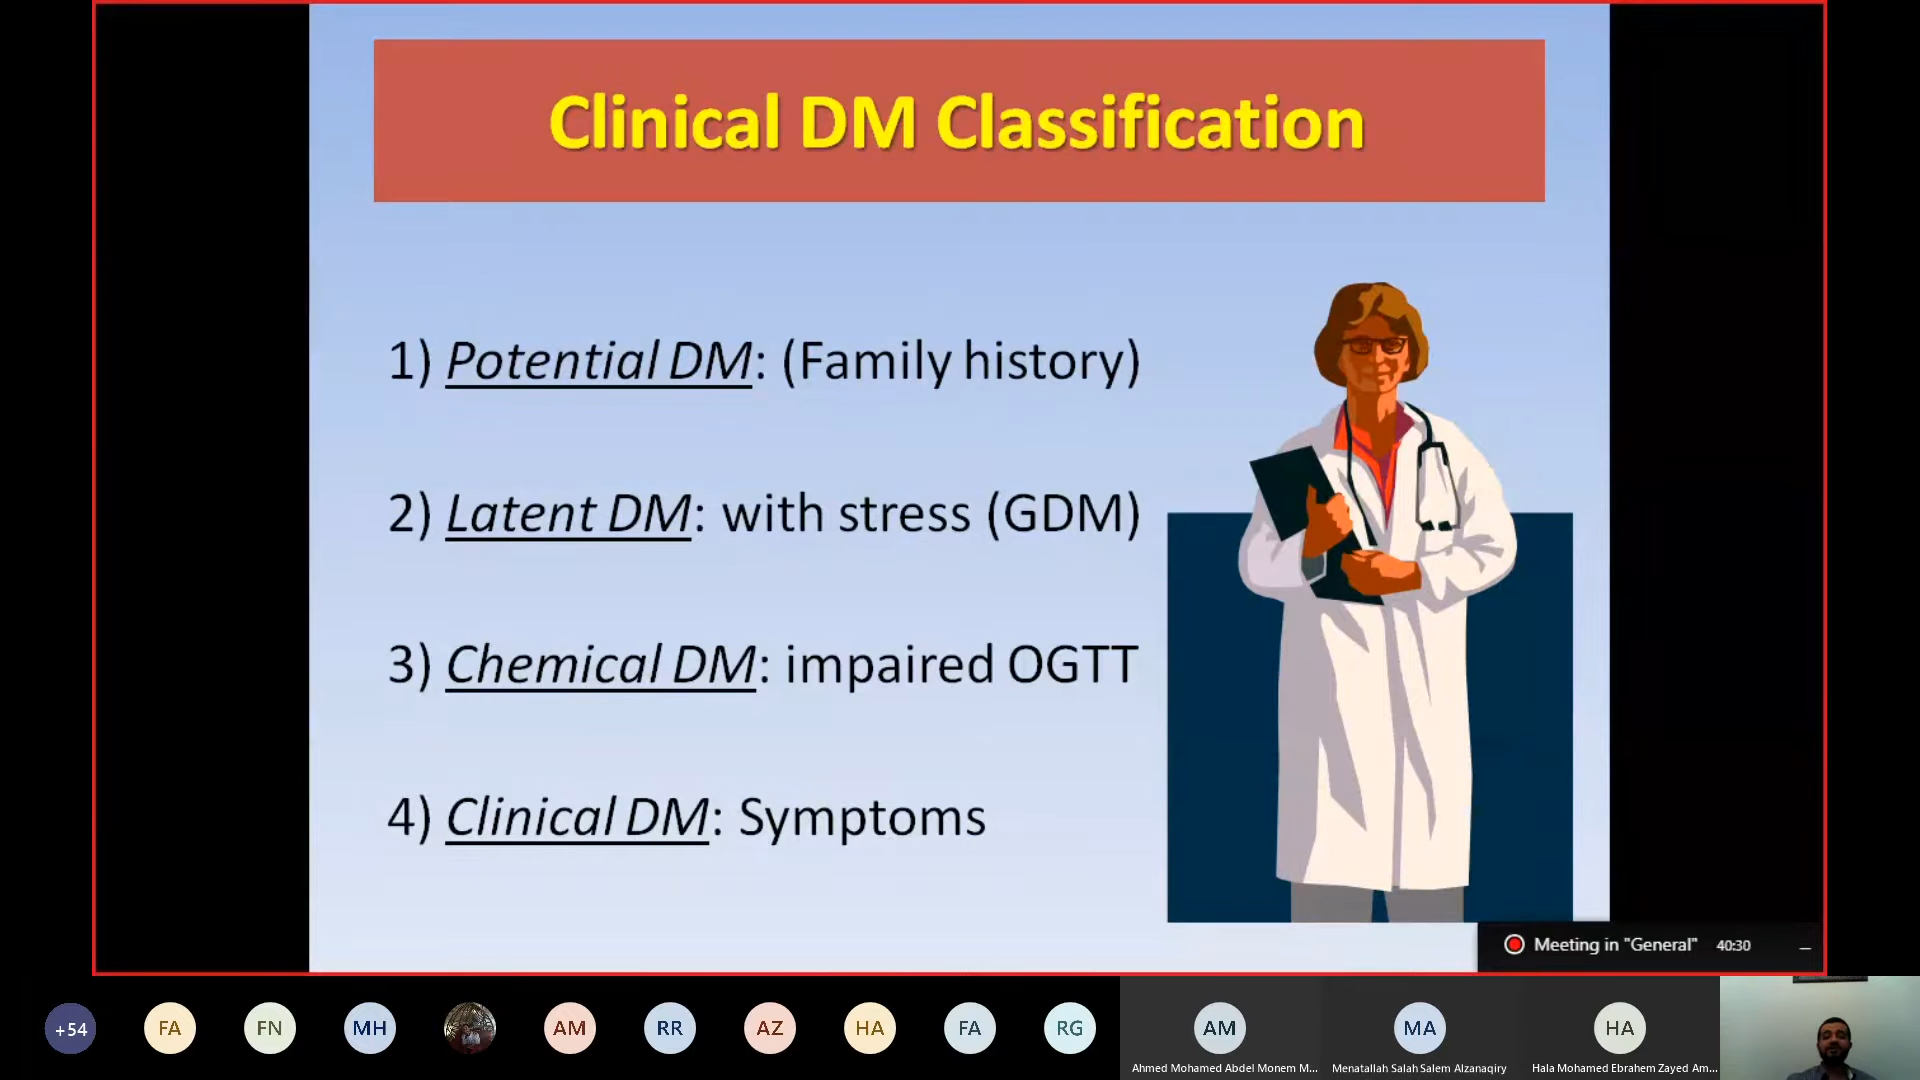 Clinical DM Classification
1) Potential DM: (Family history)
2) Latent DM: with stress (GDM)
3) Chemical DM: impaired OGTT
4) Clinical DM: Symptoms
Meeting in "General" 40:30
+54 FA FN MH AM RR AZ HA FA RG AM MA HA
Ahmed Mohamed Abdel Monem M... Menatallah Salah Salem Alzanaqiry Hala Mohamed Ebrahem Zayed Am...